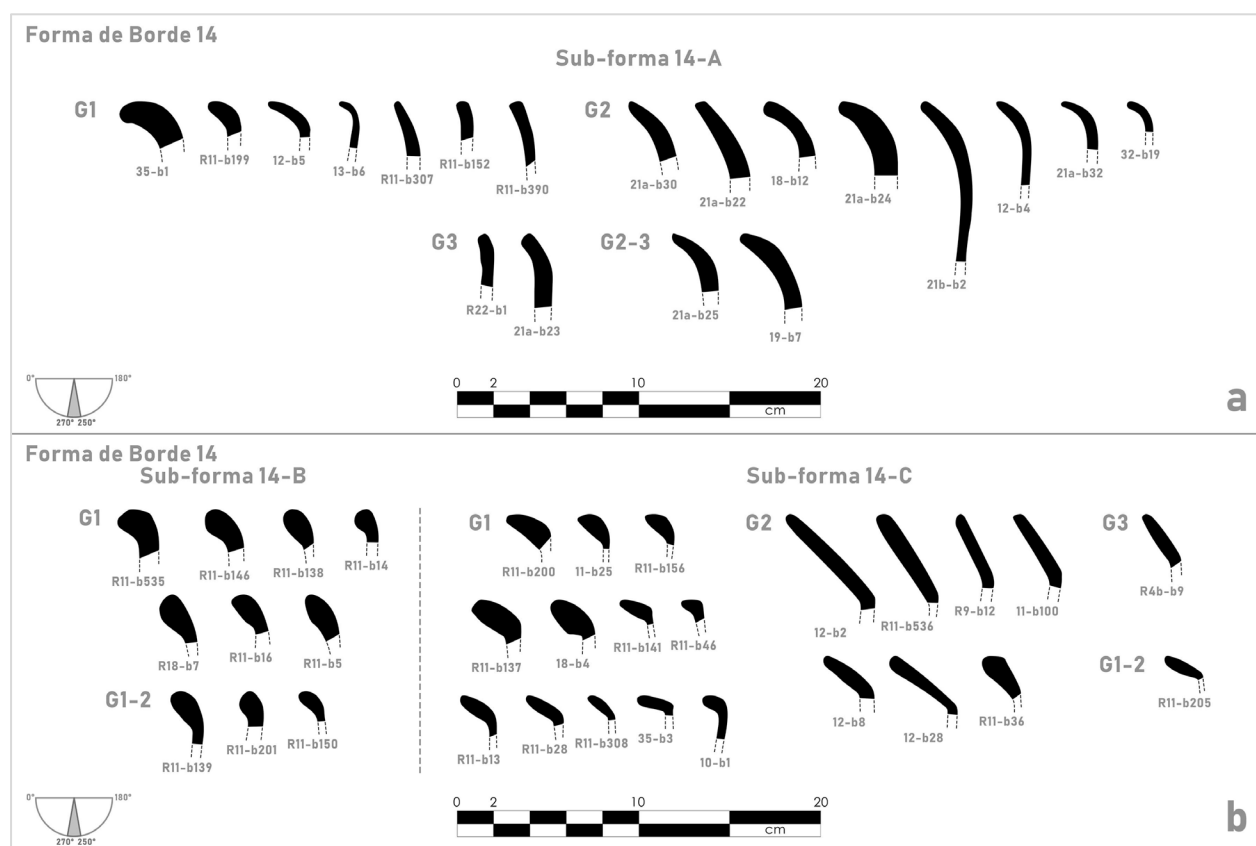 Forma de Borde 14
Sub-forma 14-A
G1
35-b1
R11-b199
12-b5
13-b6
R11-b307
R11-b152
R11-b390
G2
21a-b30
21a-b22
18-b12
21a-b24
21b-b2
12-b4
21a-b32
32-b19
G3
R22-b1
21a-b23
G2-3
21a-b25
19-b7
0° 180°
270° 250°
0 2 10 20
cm
a
Forma de Borde 14
Sub-forma 14-B
G1
R11-b535
R11-b146
R11-b138
R11-b14
R18-b7
R11-b16
R11-b5
G1-2
R11-b139
R11-b201
R11-b150
Sub-forma 14-C
G1
R11-b200
11-b25
R11-b156
R11-b137
18-b4
R11-b141
R11-b46
R11-b13
R11-b28
R11-b308
35-b3
10-b1
G2
12-b2
R11-b536
R9-b12
11-b100
12-b8
12-b28
R11-b36
G3
R4b-b9
G1-2
R11-b205
0° 180°
270° 250°
0 2 10 20
cm
b